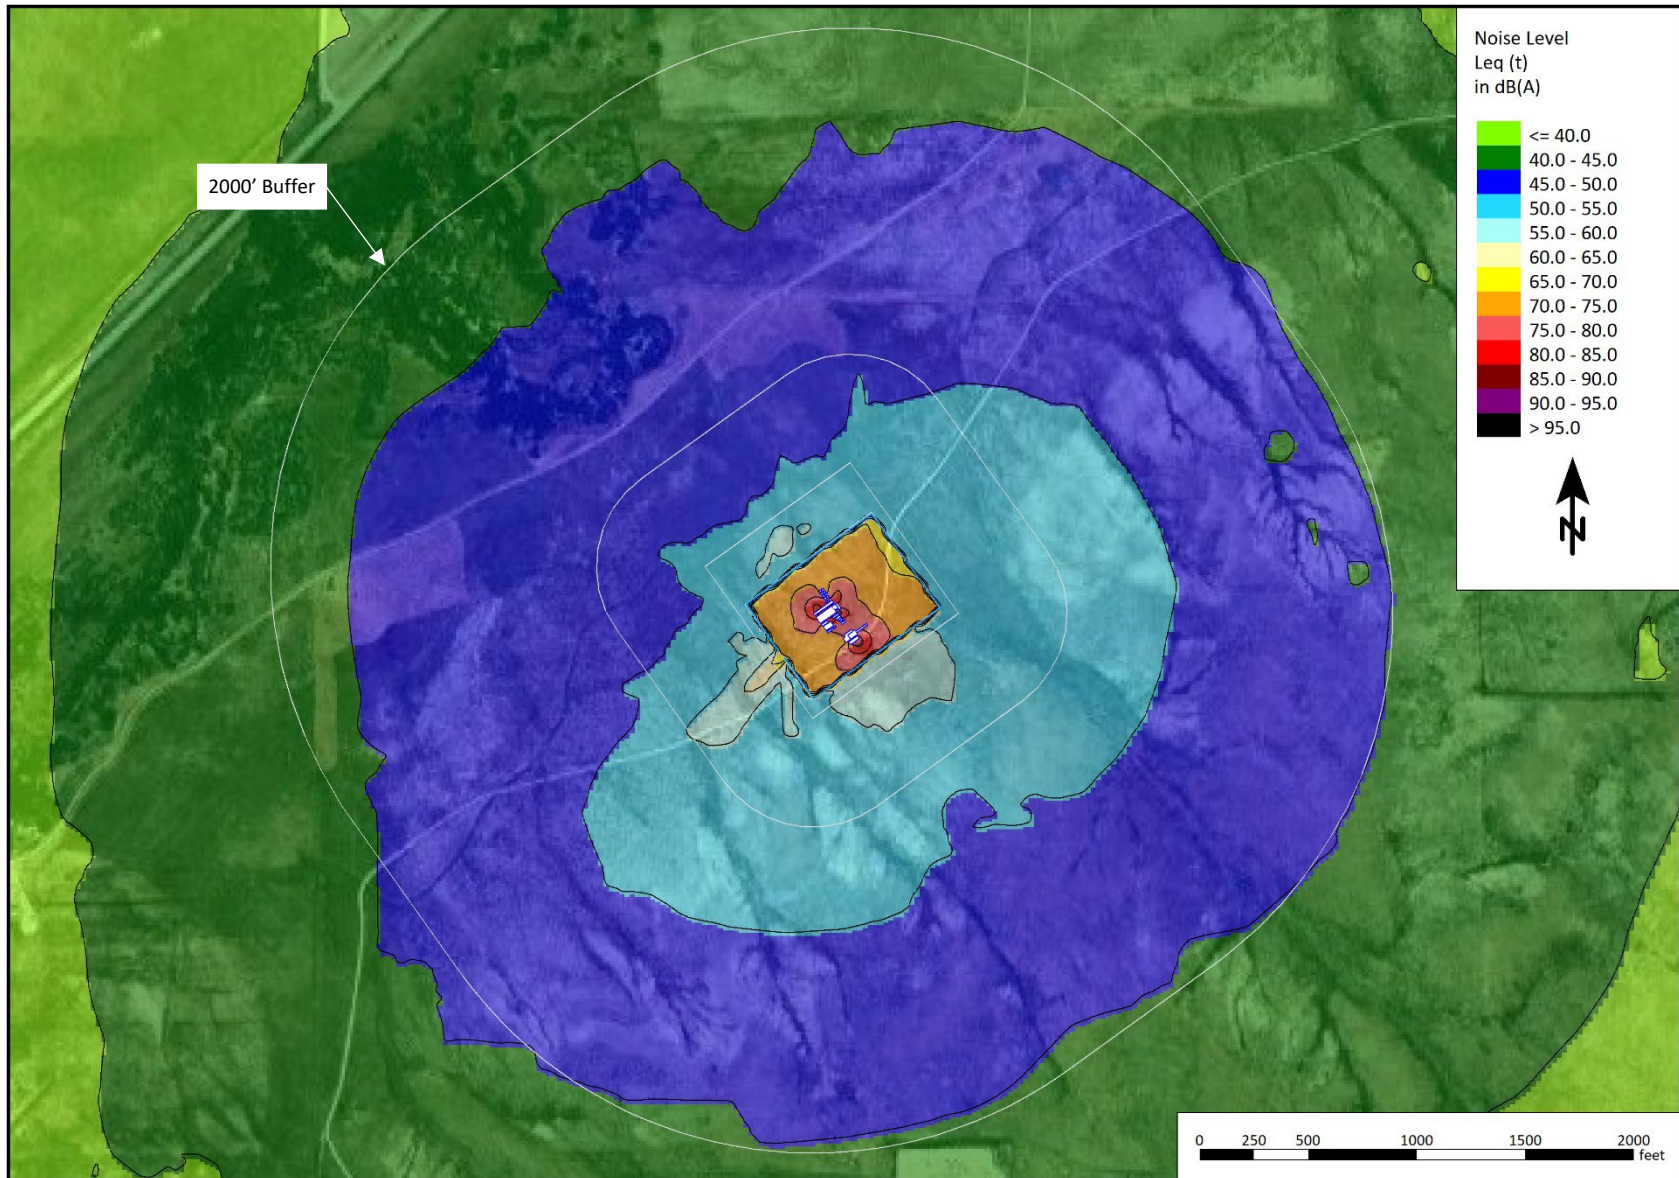 Noise Level
Leq (t)
in dB(A)
<= 40.0
40.0 - 45.0
45.0 - 50.0
50.0 - 55.0
55.0 - 60.0
60.0 - 65.0
65.0 - 70.0
70.0 - 75.0
75.0 - 80.0
80.0 - 85.0
85.0 - 90.0
90.0 - 95.0
> 95.0
N
2000’ Buffer
0 250 500 1000 1500 2000
feet